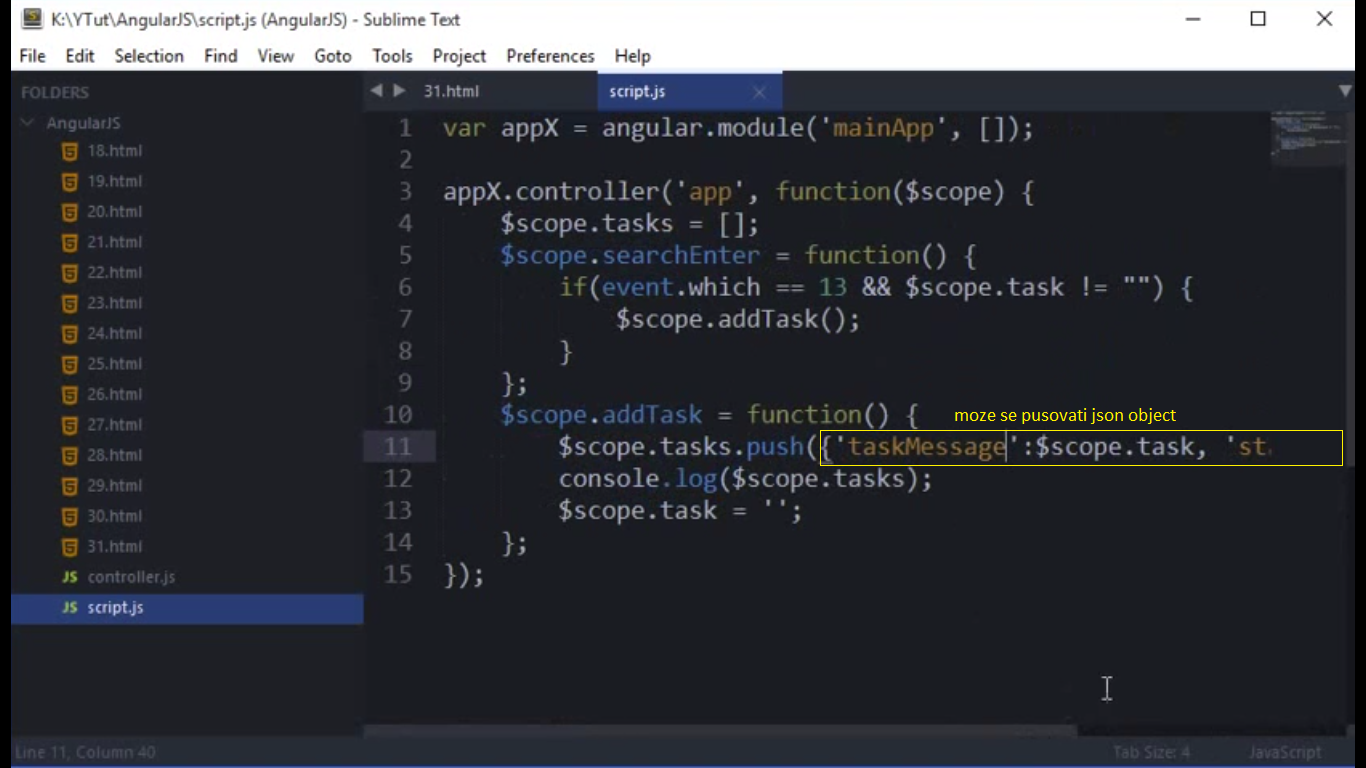 K:\YTut\AngularJS\script.js (AngularJS) - Sublime Text
File Edit Selection Find View Goto Tools Project Preferences Help
FOLDERS
AngularJS
18.html
19.html
20.html
21.html
22.html
23.html
24.html
25.html
26.html
27.html
28.html
29.html
30.html
31.html
JS controller.js
JS script.js
31.html script.js
1 var appX = angular.module('mainApp', []);
2
3 appX.controller('app', function($scope) {
4 $scope.tasks = [];
5 $scope.searchEnter = function() {
6 if(event.which == 13 && $scope.task != "") {
7 $scope.addTask();
8 }
9 };
10 $scope.addTask = function() {
moze se pusovati json object
11 $scope.tasks.push({'taskMessage':$scope.task, 'st
12 console.log($scope.tasks);
13 $scope.task = '';
14 };
15 });
Line 11, Column 40
Tab Size: 4 JavaScript